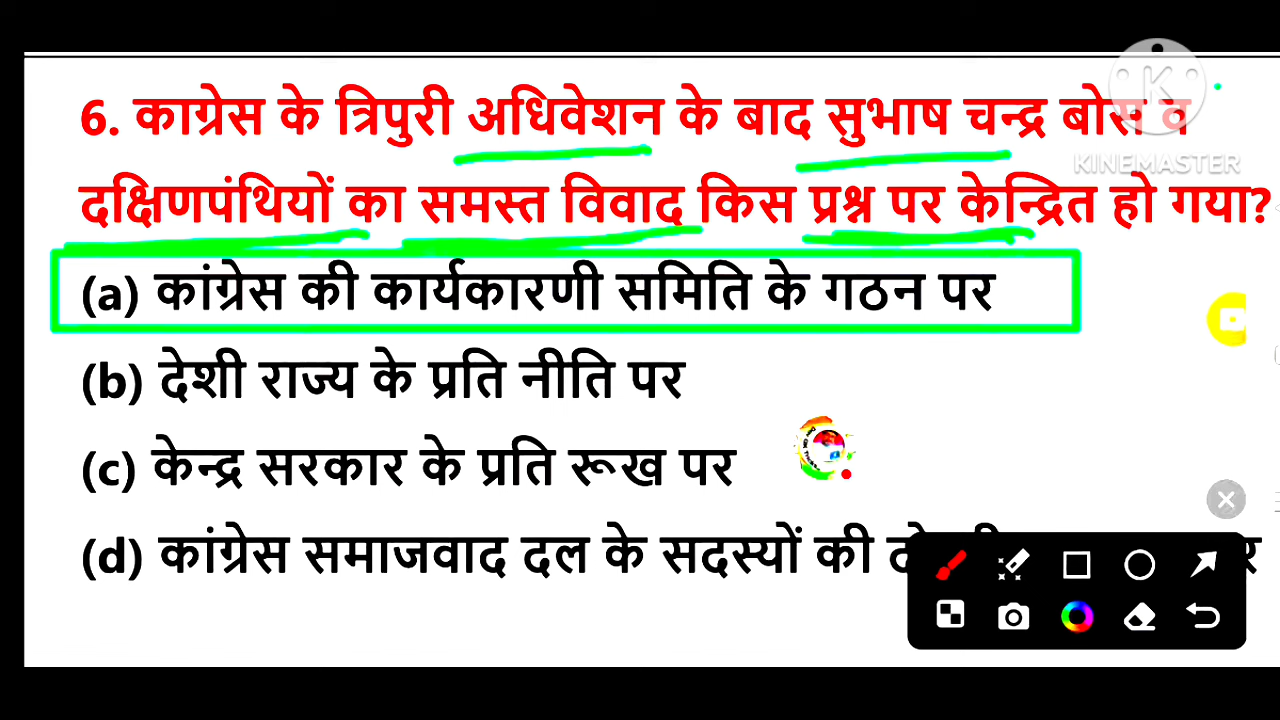 6. काग्रेस के त्रिपुरी अधिवेशन के बाद सुभाष चन्द्र बोस व
KINEMASTER
दक्षिणपंथियों का समस्त विवाद किस प्रश्न पर केन्द्रित हो गया?
(a) कांग्रेस की कार्यकारणी समिति के गठन पर
(b) देशी राज्य के प्रति नीति पर
(c) केन्द्र सरकार के प्रति रूख पर
(d) कांग्रेस समाजवाद दल के सदस्यों की